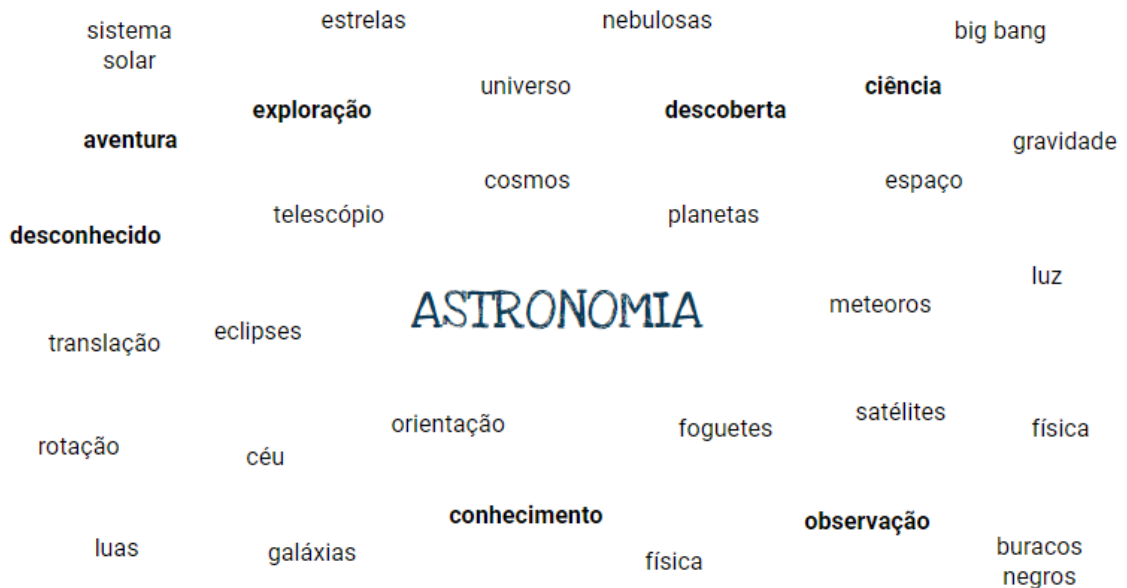 estrelas
nebulosas
sistema
solar
big bang
universo
ciência
exploração
descoberta
aventura
gravidade
cosmos
espaço
telescópio
planetas
desconhecido
luz
ASTRONOMIA
meteoros
eclipses
translação
orientação
foguetes
satélites
física
rotação
céu
conhecimento
observação
luas
galáxias
física
buracos
negros